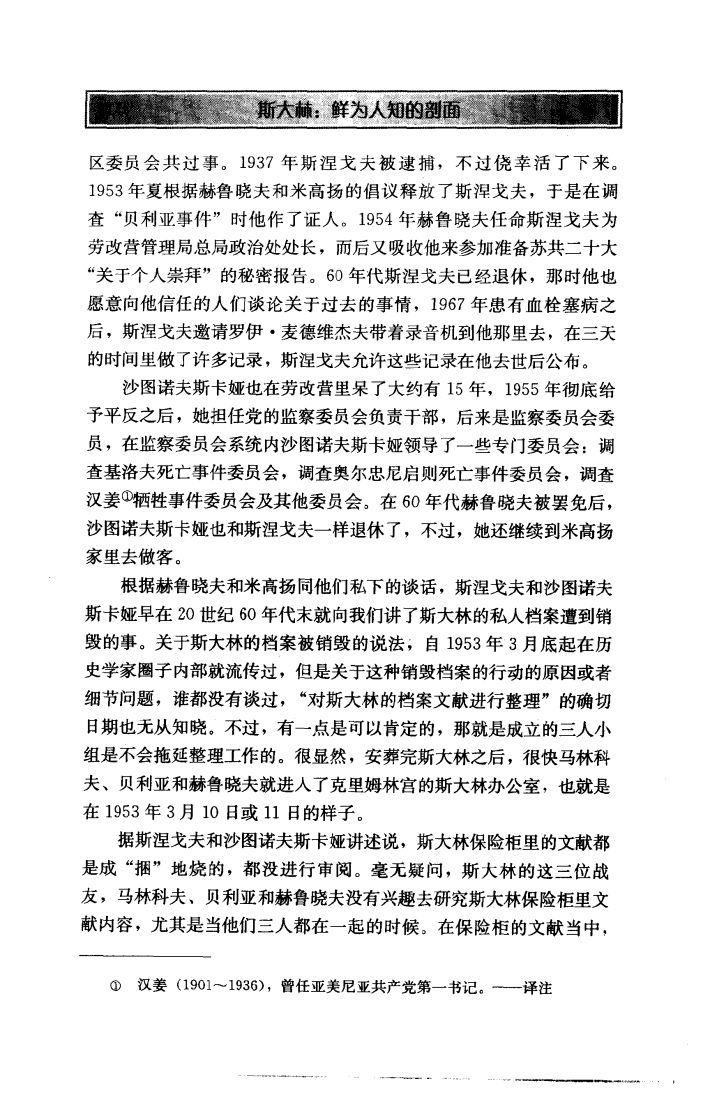 斯大林：鲜为人知的剖面
区委员会共过事。1937 年斯涅戈夫被逮捕，不过侥幸活了下来。
1953 年夏根据赫鲁晓夫和米高扬的倡议释放了斯涅戈夫，于是在调
查“贝利亚事件”时他作了证人。1954 年赫鲁晓夫任命斯涅戈夫为
劳改营管理局总局政治处处长，而后又吸收他来参加准备苏共二十大
“关于个人崇拜”的秘密报告。60 年代斯涅戈夫已经退休，那时他也
愿意向他信任的人们谈论关于过去的事情，1967 年患有血栓塞病之
后，斯涅戈夫邀请罗伊·麦德维杰夫带着录音机到他那里去，在三天
的时间里做了许多记录，斯涅戈夫允许这些记录在他去世后公布。
沙图诺夫斯卡娅也在劳改营里呆了大约有 15 年，1955 年彻底给
予平反之后，她担任党的监察委员会负责干部，后来是监察委员会委
员，在监察委员会系统内沙图诺夫斯卡娅领导了一些专门委员会：调
查基洛夫死亡事件委员会，调查奥尔忠尼启则死亡事件委员会，调查
汉姜①牺牲事件委员会及其他委员会。在 60 年代赫鲁晓夫被罢免后，
沙图诺夫斯卡娅也和斯涅戈夫一样退休了，不过，她还继续到米高扬
家里去做客。
根据赫鲁晓夫和米高扬同他们私下的谈话，斯涅戈夫和沙图诺夫
斯卡娅早在 20 世纪 60 年代末就向我们讲了斯大林的私人档案遭到销
毁的事。关于斯大林的档案被销毁的说法，自 1953 年 3 月底起在历
史学家圈子内部就流传过，但是关于这种销毁档案的行动的原因或者
细节问题，谁都没有谈过，“对斯大林的档案文献进行整理”的确切
日期也无从知晓。不过，有一点是可以肯定的，那就是成立的三人小
组是不会拖延整理工作的。很显然，安葬完斯大林之后，很快马林科
夫、贝利亚和赫鲁晓夫就进入了克里姆林宫的斯大林办公室，也就是
在 1953 年 3 月 10 日或 11 日的样子。
据斯涅戈夫和沙图诺夫斯卡娅讲述说，斯大林保险柜里的文献都
是成“捆”地烧的，都没进行审阅。毫无疑问，斯大林的这三位战
友，马林科夫、贝利亚和赫鲁晓夫没有兴趣去研究斯大林保险柜里文
献内容，尤其是当他们三人都在一起的时候。在保险柜的文献当中，
① 汉姜（1901～1936），曾任亚美尼亚共产党第一书记。——译注